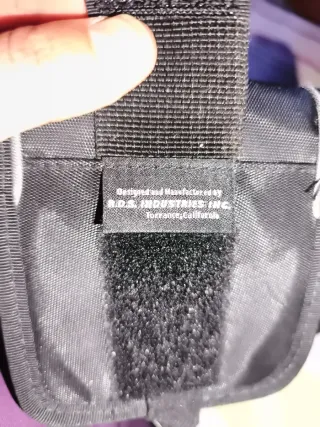 Designed and Manufactured By
B.D.S. INDUSTRIES INC.
Torrance, California